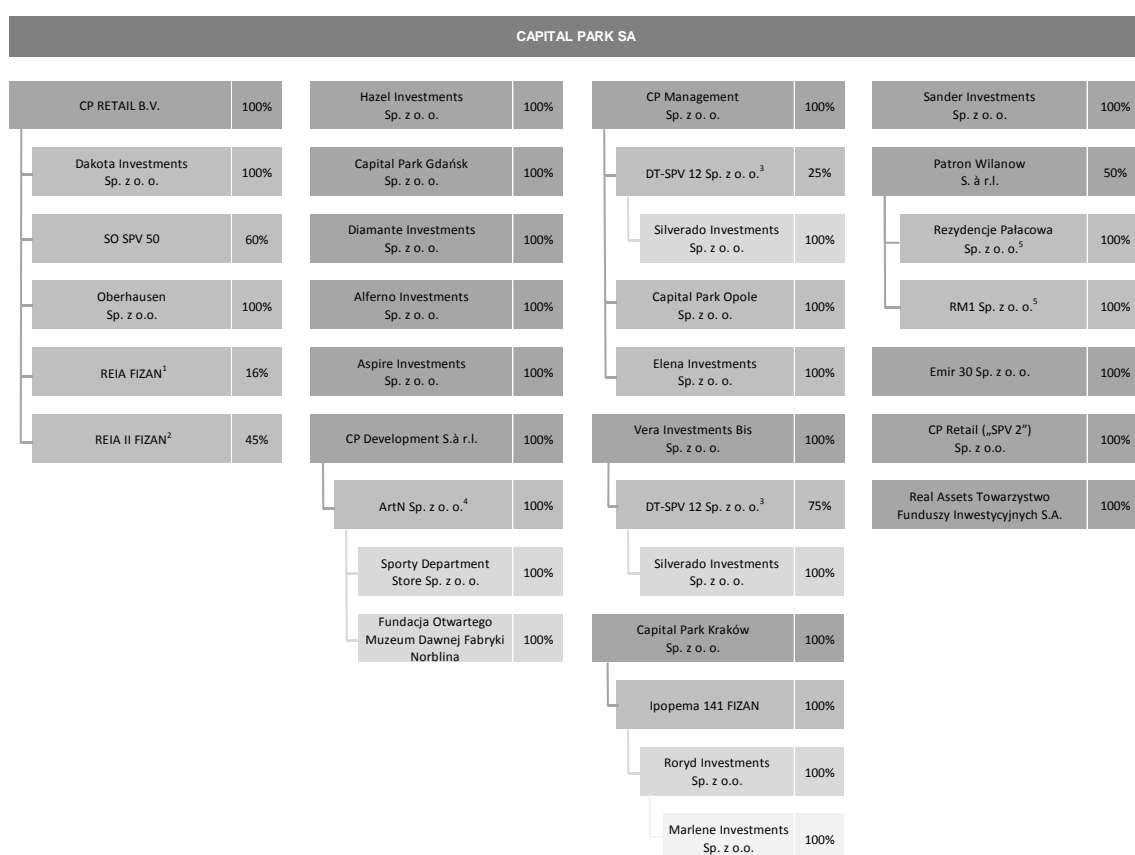 CAPITAL PARK SA
CP RETAIL B.V.
100%
Dakota Investments
Sp. z o. o.
100%
SO SPV 50
60%
Oberhausen
Sp. z o.o.
100%
REIA FIZAN1
16%
REIA II FIZAN2
45%
Hazel Investments
Sp. z o. o.
100%
Capital Park Gdańsk
Sp. z o. o.
100%
Diamante Investments
Sp. z o. o.
100%
Alferno Investments
Sp. z o. o.
100%
Aspire Investments
Sp. z o. o.
100%
CP Development S.à r.l.
100%
ArtN Sp. z o. o.4
100%
Sporty Department
Store Sp. z o. o.
100%
Fundacja Otwartego
Muzeum Dawnej Fabryki
Norblina
100%
CP Management
Sp. z o. o.
100%
DT-SPV 12 Sp. z o. o.3
25%
Silverado Investments
Sp. z o. o.
100%
Capital Park Opole
Sp. z o. o.
100%
Elena Investments
Sp. z o. o.
100%
Vera Investments Bis
Sp. z o. o.
100%
DT-SPV 12 Sp. z o. o.3
75%
Silverado Investments
Sp. z o. o.
100%
Capital Park Kraków
Sp. z o. o.
100%
Ipopema 141 FIZAN
100%
Roryd Investments
Sp. z o.o.
100%
Marlene Investments
Sp. z o.o.
100%
Sander Investments
Sp. z o. o.
100%
Patron Wilanow
S. à r.l.
50%
Rezydencje Pałacowa
Sp. z o. o.5
100%
RM1 Sp. z o. o.5
100%
Emir 30 Sp. z o. o.
100%
CP Retail („SPV 2”)
Sp. z o.o.
100%
Real Assets Towarzystwo
Funduszy Inwestycyjnych S.A.
100%